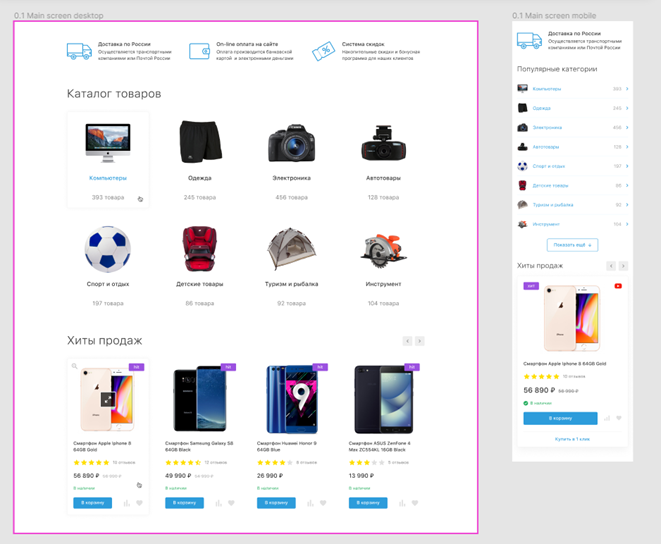 0.1 Main screen desktop
Доставка по России
Осуществляется транспортными
компаниями или Почтой России
On-line оплата на сайте
Оплата производится банковской
картой и электронными деньгами
Система скидок
Накопительные скидки и бонусная
программа для наших клиентов
Каталог товаров
Компьютеры
393 товара
Одежда
245 товара
Электроника
456 товара
Автотовары
128 товара
Спорт и отдых
197 товара
Детские товары
86 товара
Туризм и рыбалка
92 товара
Инструмент
104 товара
Хиты продаж
Смартфон Apple Iphone 8
64GB Gold
10 отзывов
56 890 ₽
В наличии
В корзину
Смартфон Samsung Galaxy S8
64GB Black
12 отзывов
49 990 ₽
В наличии
В корзину
Смартфон Huawei Honor 9
64GB Blue
8 отзывов
26 990 ₽
В наличии
В корзину
Смартфон ASUS ZenFone 4
Max ZC554KL 16GB Black
9 отзывов
13 990 ₽
В наличии
В корзину
0.1 Main screen mobile
Доставка по России
Осуществляется транспортными
компаниями или Почтой России
Популярные категории
Компьютеры 393
Одежда 245
Электроника 456
Автотовары 128
Спорт и отдых 197
Детские товары 86
Туризм и рыбалка 92
Инструмент 104
Показать ещё
Хиты продаж
ХИТ
Смартфон Apple Iphone 8 64GB Gold
10 отзывов
56 890 ₽
В наличии
В корзину
Купить в 1 клик